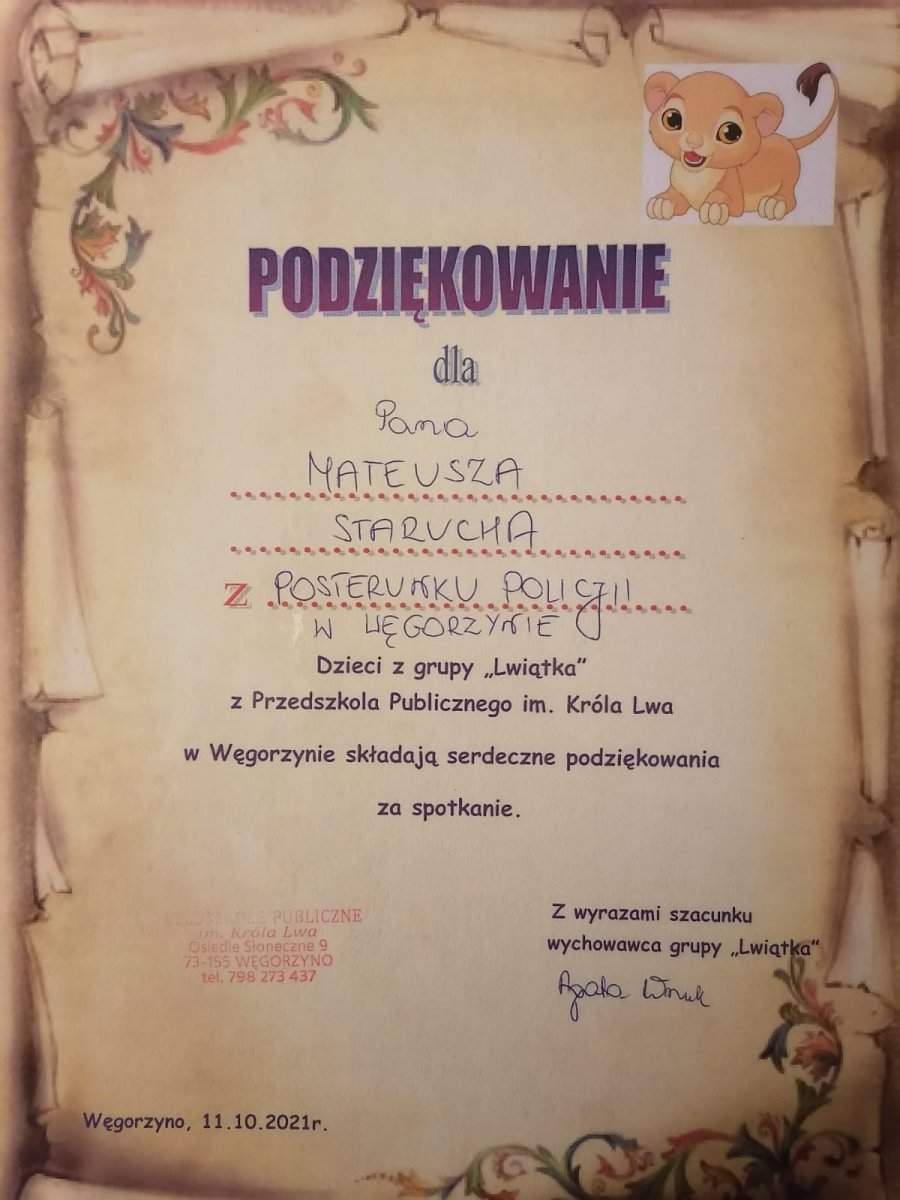 PODZIĘKOWANIE
dla
Pana
MATEUSZA
STARUCHA
Z POSTERUNKU POLICJI
W WĘGORZYNIE
Dzieci z grupy „Lwiątka”
z Przedszkola Publicznego im. Króla Lwa
w Węgorzynie składają serdeczne podziękowania
za spotkanie.
PRZEDSZKOLE PUBLICZNE
im. Króla Lwa
Osiedle Słoneczne 9
73-155 WĘGORZYNO
tel. 798 273 437
Z wyrazami szacunku
wychowawca grupy „Lwiątka”
Agata
Węgorzyno, 11.10.2021r.